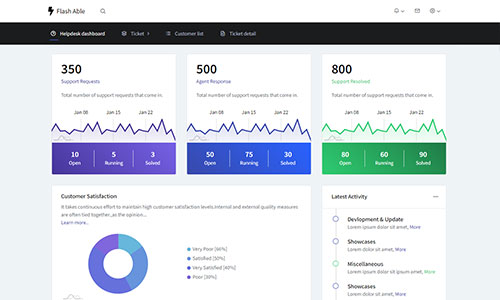 Flash Able
Helpdesk dashboard Ticket Customer list Ticket detail
350
Support Requests
Total number of support requests that come in.
Jan 08 Jan 15 Jan 22
10 5 3
Open Running Solved
500
Agent Response
Total number of support requests that come in.
Jan 08 Jan 15 Jan 22
50 75 30
Open Running Solved
800
Support Resolved
Total number of support requests that come in.
Jan 08 Jan 15 Jan 22
80 60 90
Open Running Solved
Customer Satisfaction
It takes continuous effort to maintain high customer satisfaction levels.Internal and external quality measures
are often tied together.,as the opinion...
Learn more..
Very Poor [66%]
Satisfied [50%]
Very Satisfied [40%]
Poor [30%]
Latest Activity
Devlopment & Update
Lorem ipsum dolor sit amet, More
Showcases
Lorem ipsum dolor sit amet, More
Miscellaneous
Lorem ipsum dolor sit amet, More
Showcases
Lorem ipsum dolor sit amet, More